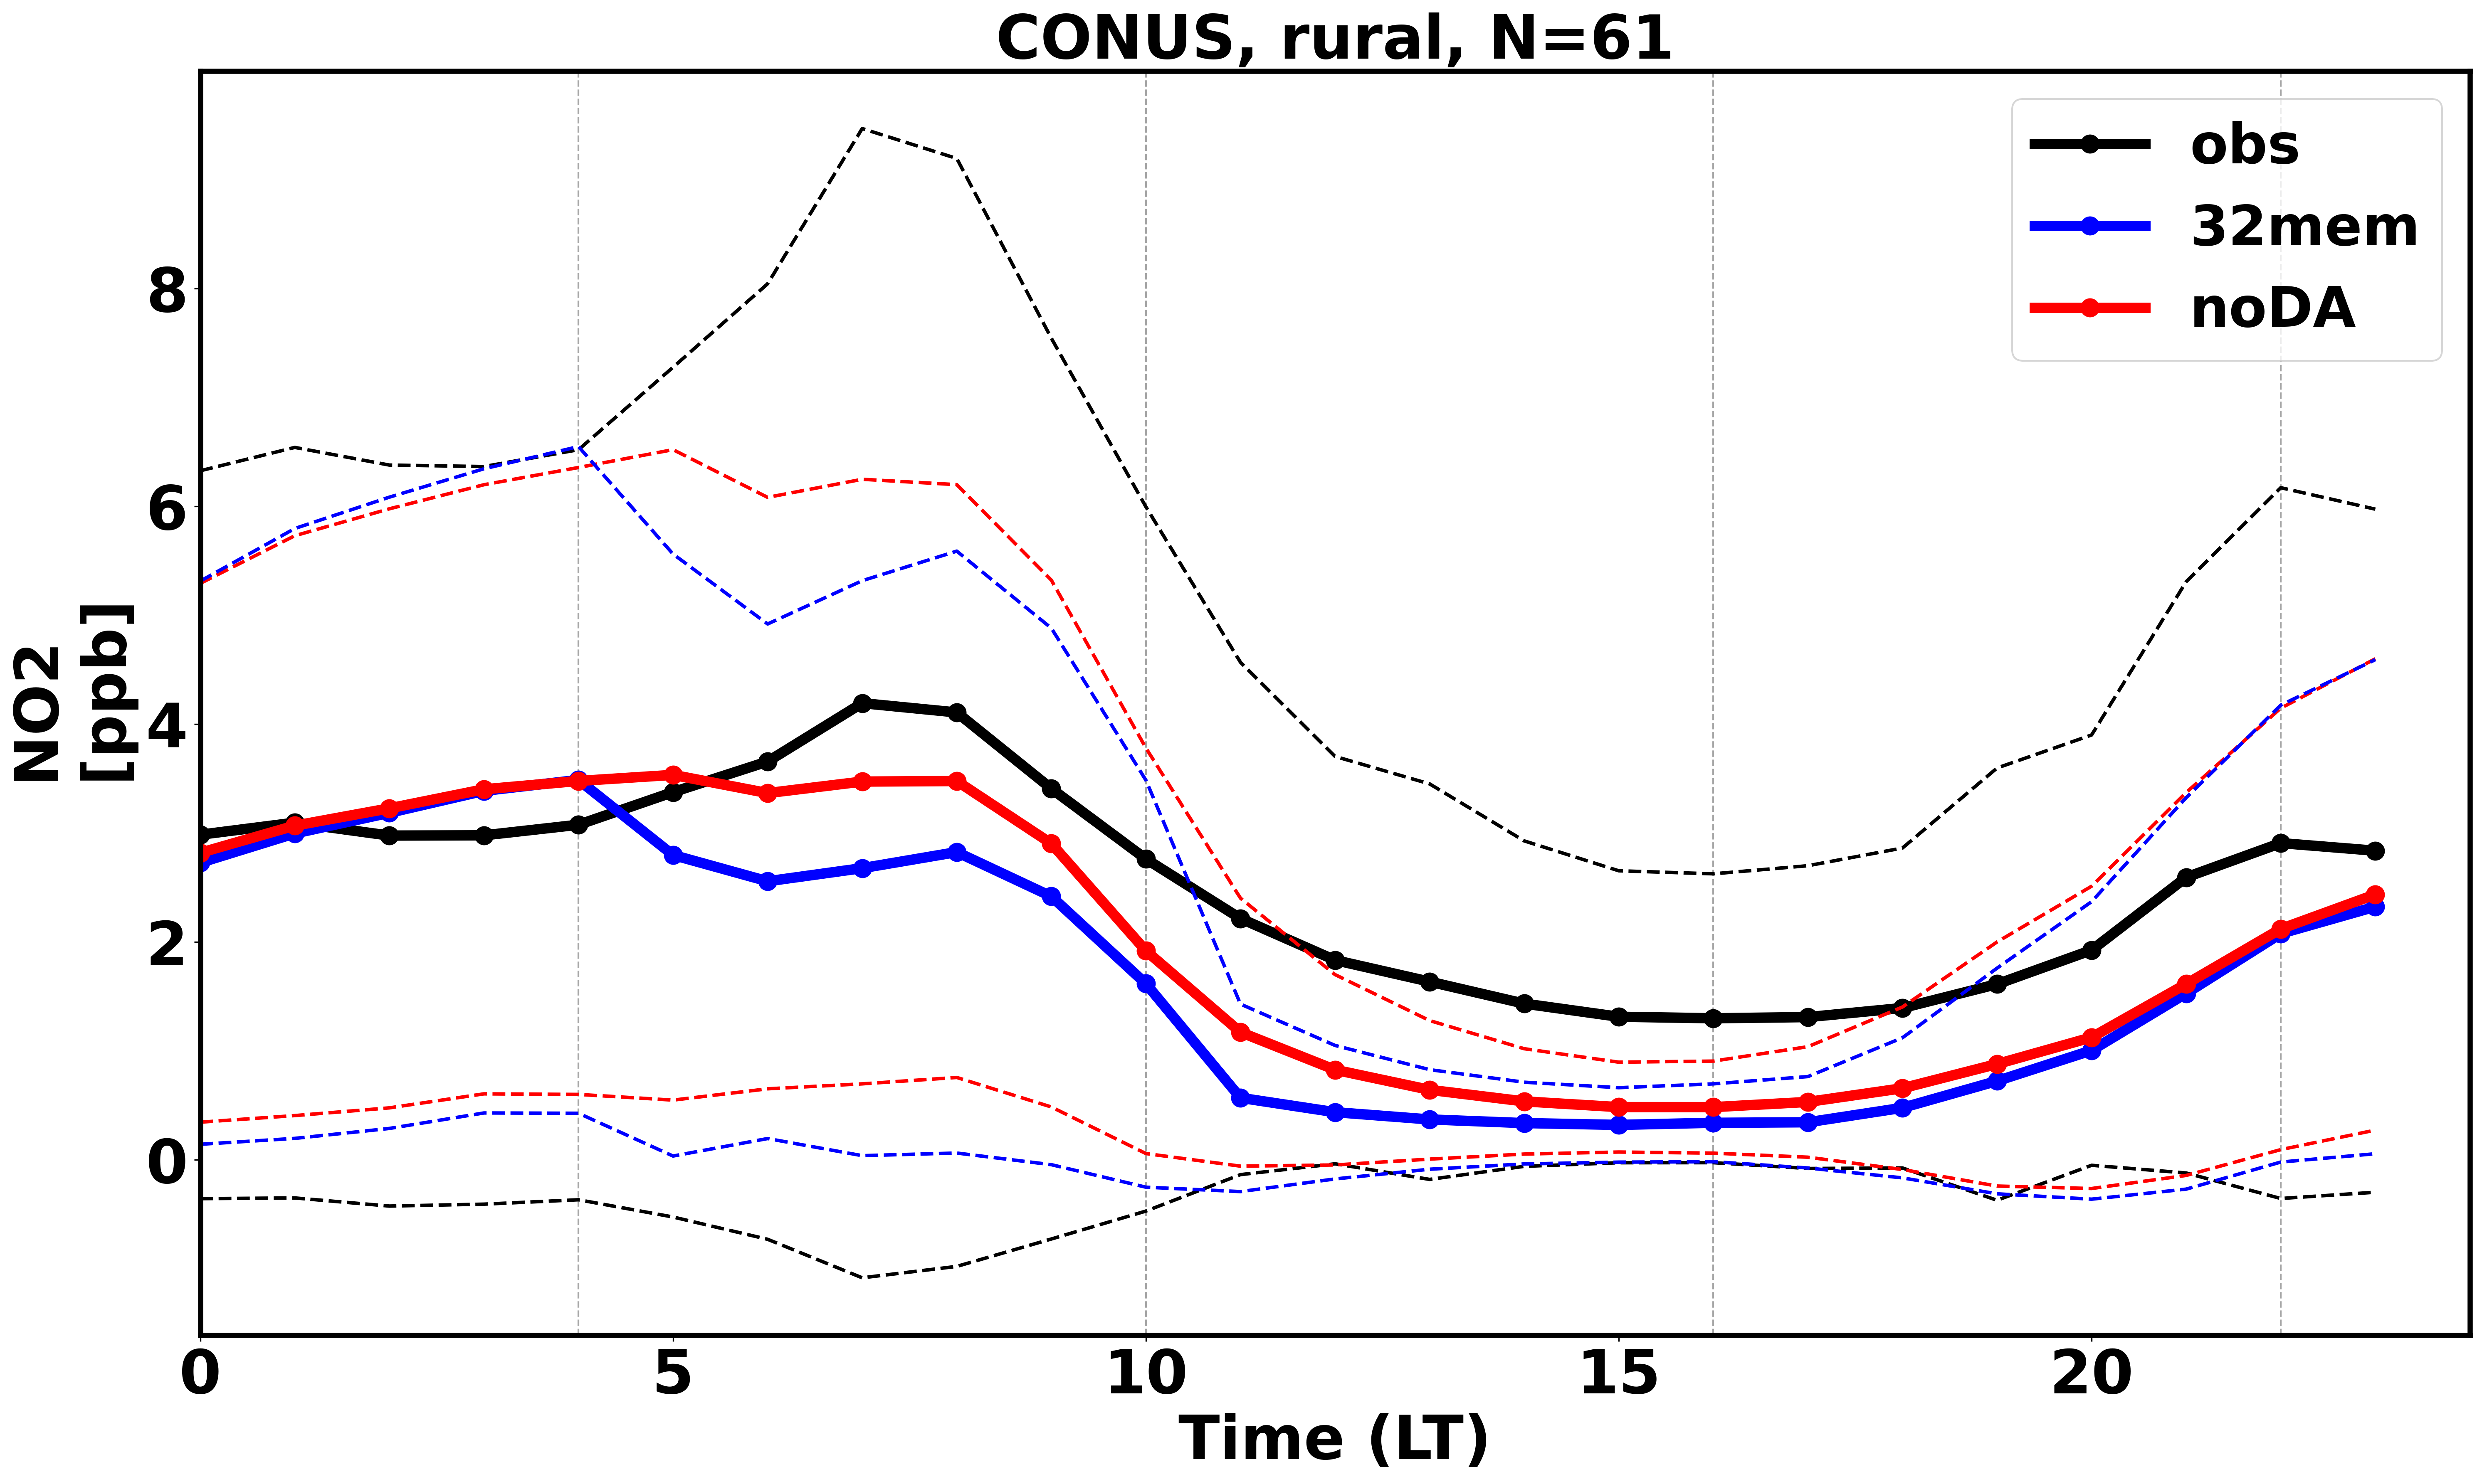 CONUS, rural, N=61
obs
32mem
noDA
NO2
[ppb]
8
6
4
2
0
0 5 10 15 20
Time (LT)